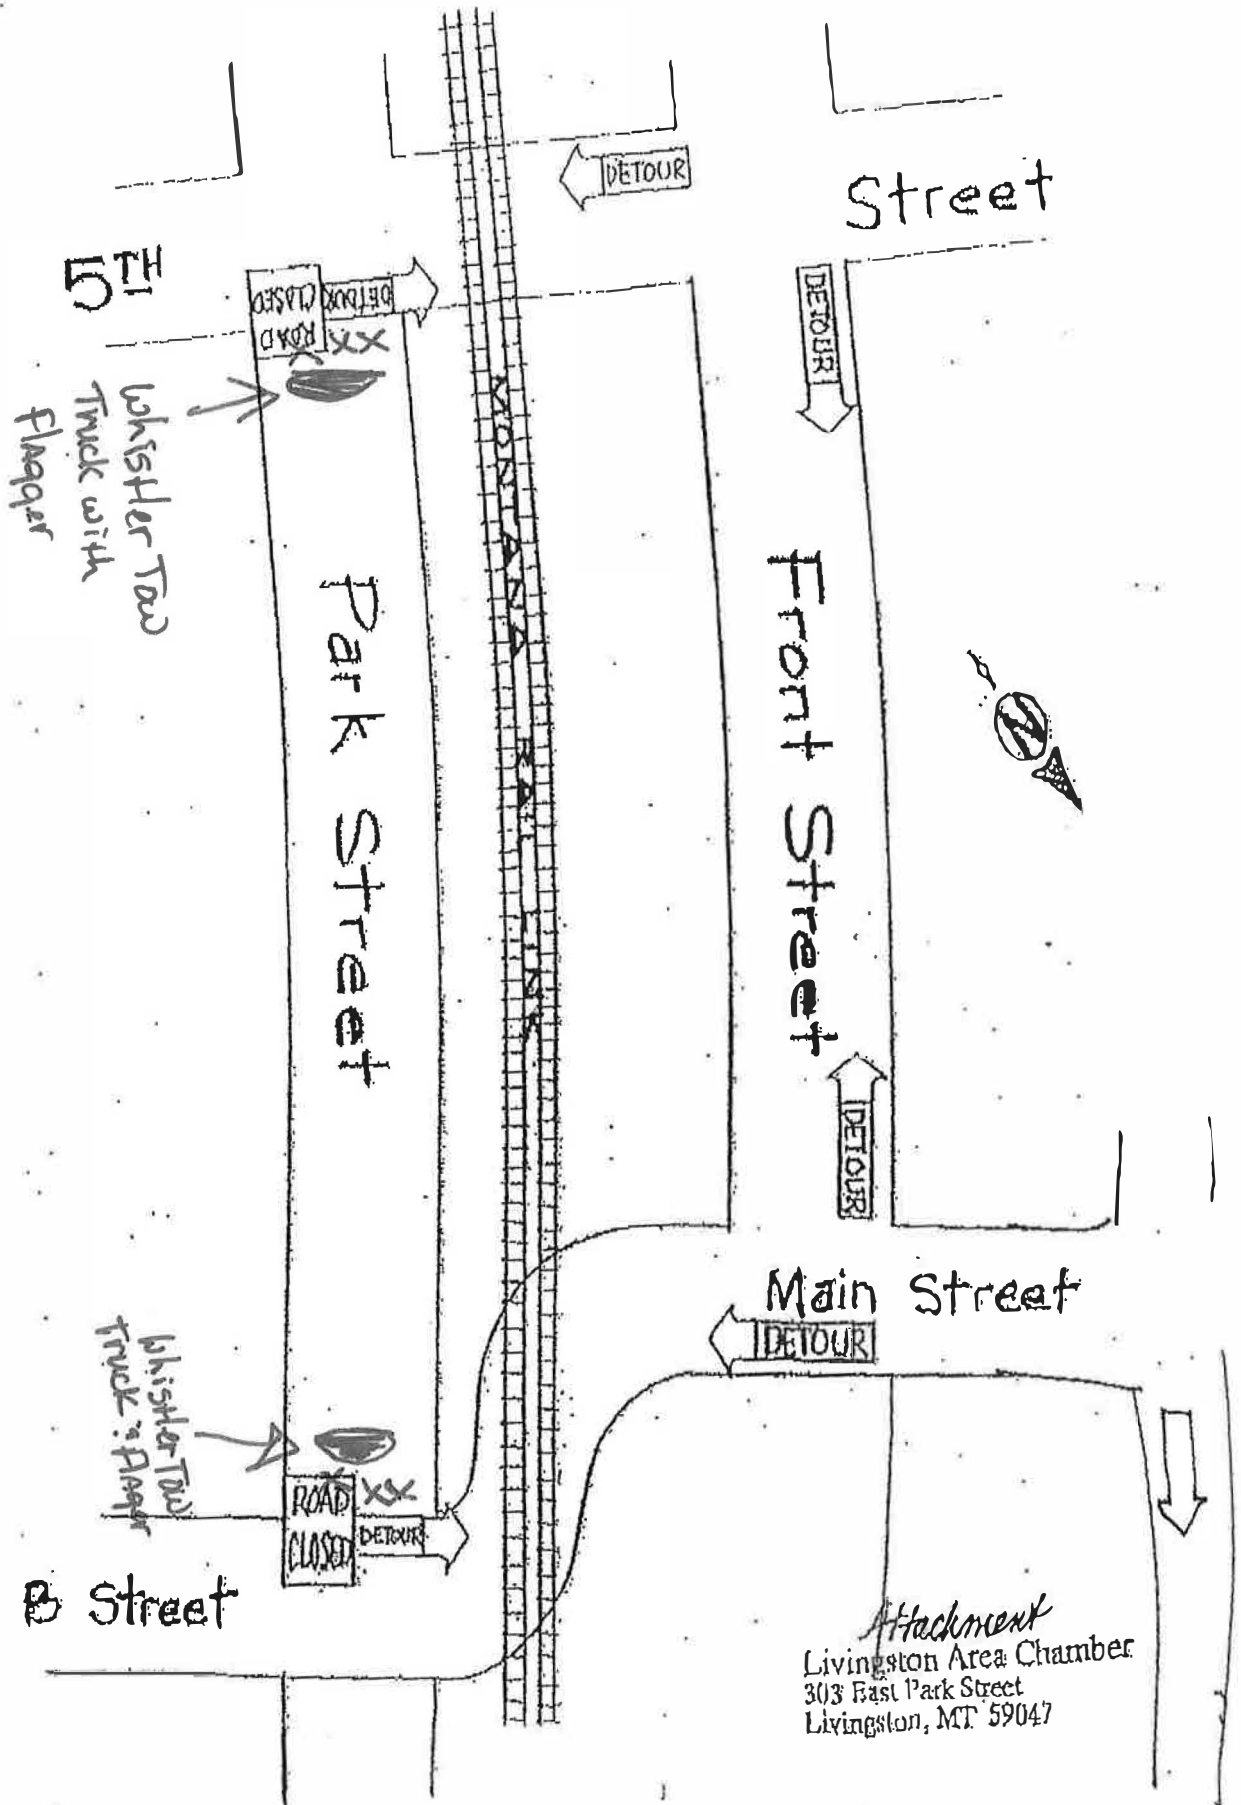 DETOUR
Street
5TH
ROAD
CLOSED
DETOUR
DETOUR
Whistler Tow
Truck with
flagger
MONTANA RAIL LINK
Park Street
Front Street
N
DETOUR
Main Street
DETOUR
Whistler Tow
Truck & flagger
ROAD
CLOSED
DETOUR
B Street
Attachment
Livingston Area Chamber
303 East Park Street
Livingston, MT 59047